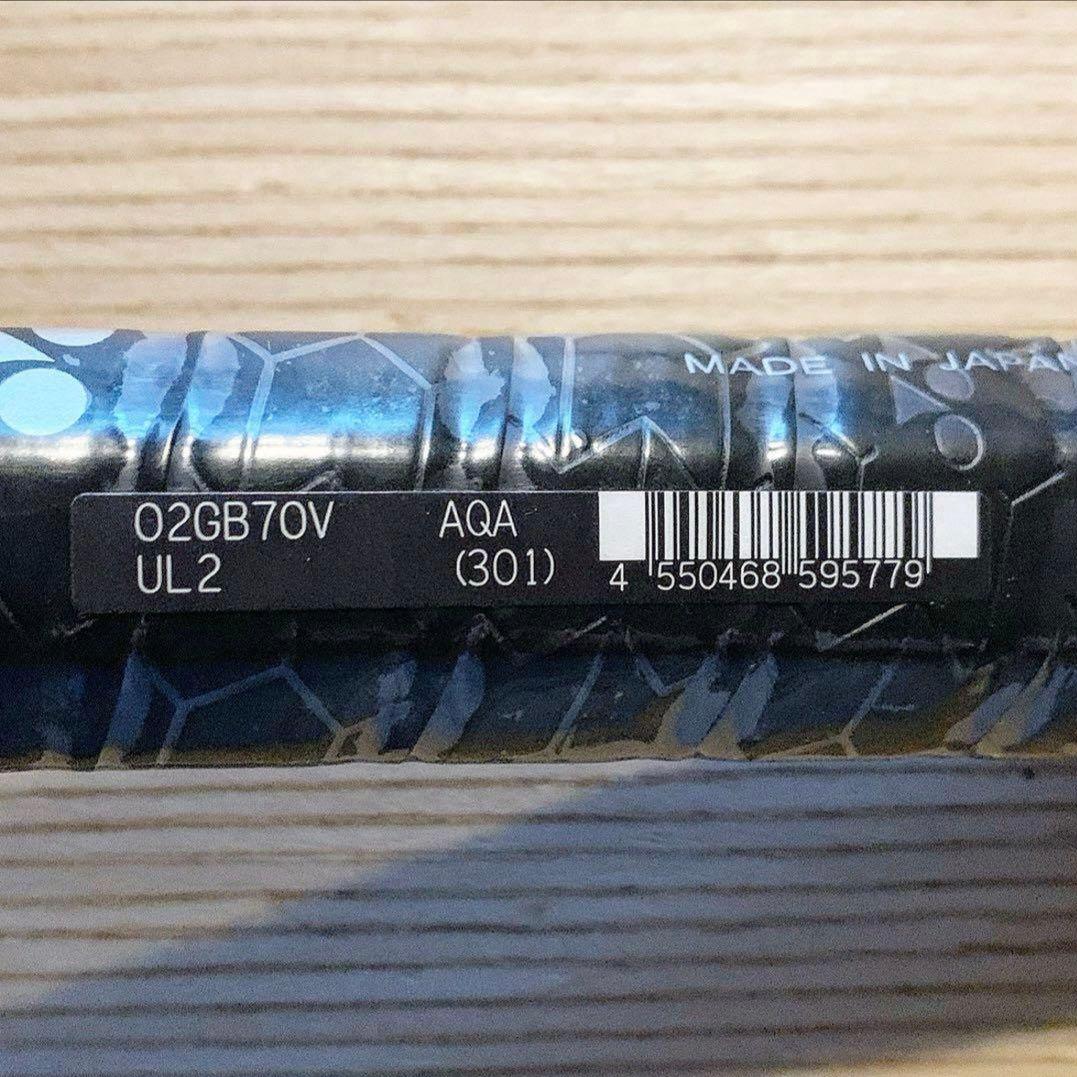 MADE IN JAPAN
02GB70V AQA
UL2 (301)
4 550468 595779